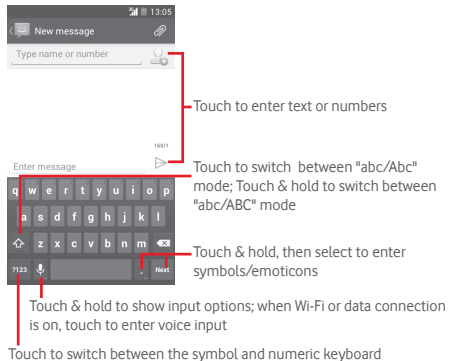 13:05
New message
Type name or number
Touch to enter text or numbers
160/1
Enter message
Touch to switch  between "abc/Abc"
mode; Touch & hold to switch between
"abc/ABC" mode
q w e r t y u i o p
a s d f g h j k l
z x c v b n m
Touch & hold, then select to enter
symbols/emoticons
?123 . Next
Touch & hold to show input options; when Wi-Fi or data connection
is on, touch to enter voice input
Touch to switch between the symbol and numeric keyboard